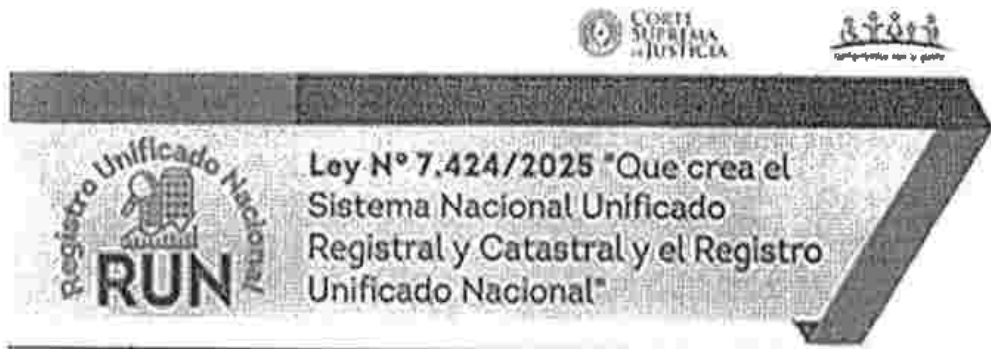 CORTE
SUPREMA
DE JUSTICIA
Registro Unificado Nacional
RUN
Ley N° 7.424/2025 "Que crea el
Sistema Nacional Unificado
Registral y Catastral y el Registro
Unificado Nacional"